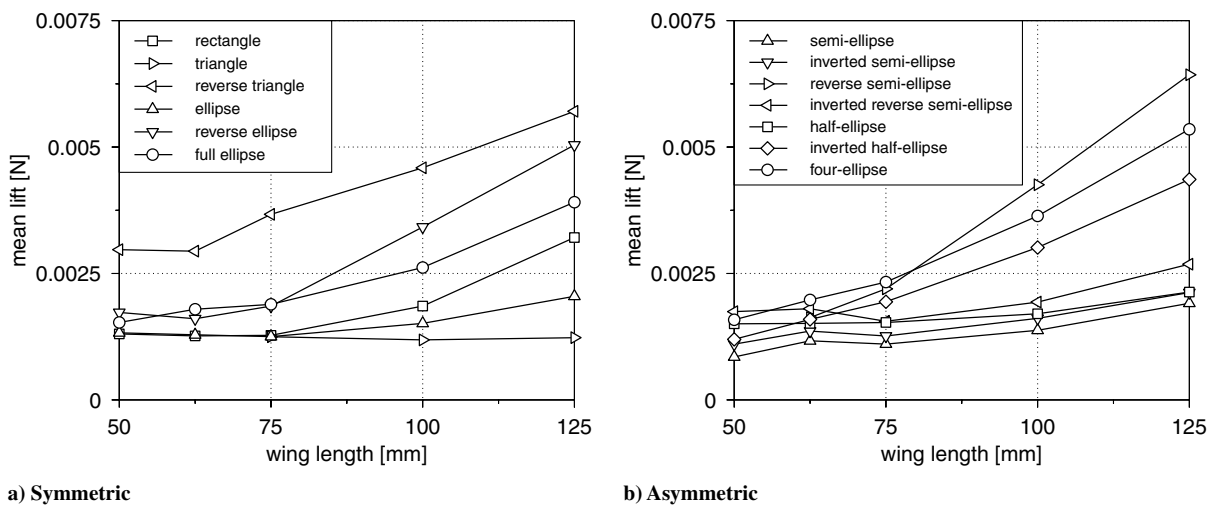 0.0075
0.005
0.0025
0
mean lift [N]
rectangle
triangle
reverse triangle
ellipse
reverse ellipse
full ellipse
50 75 100 125
wing length [mm]
a) Symmetric
0.0075
0.005
0.0025
0
mean lift [N]
semi-ellipse
inverted semi-ellipse
reverse semi-ellipse
inverted reverse semi-ellipse
half-ellipse
inverted half-ellipse
four-ellipse
50 75 100 125
wing length [mm]
b) Asymmetric